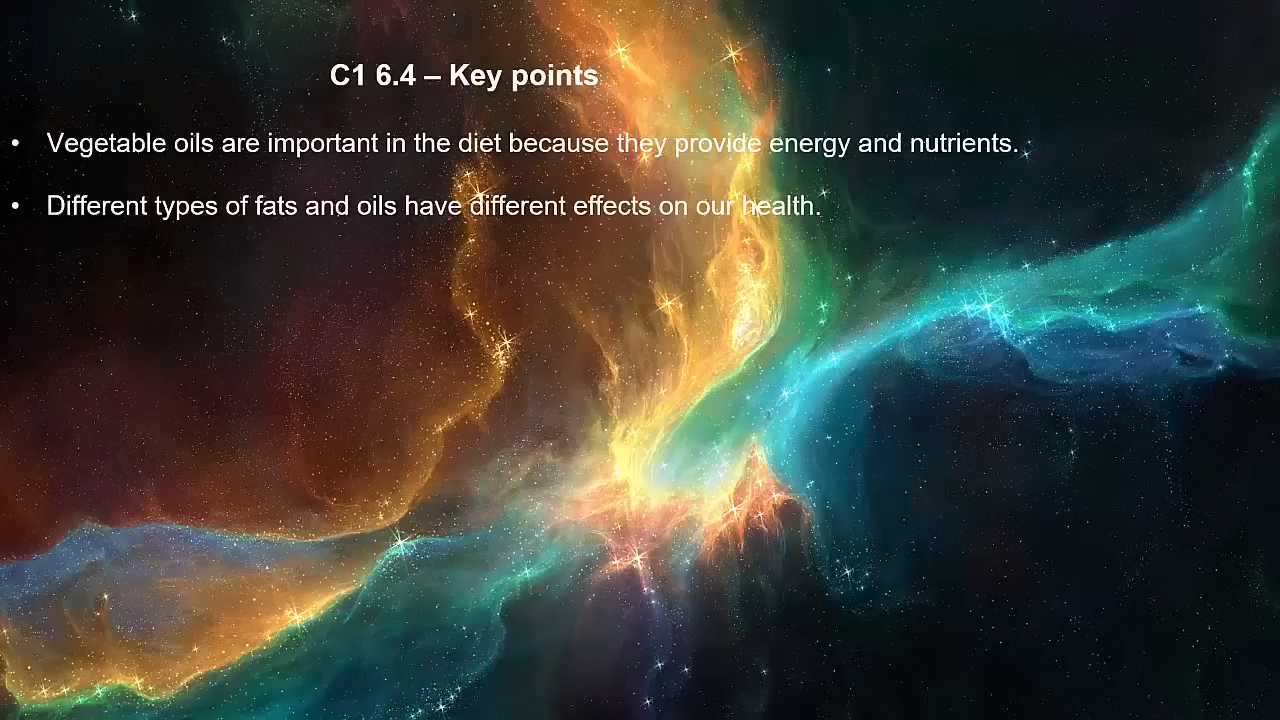 C1 6.4 – Key points
• Vegetable oils are important in the diet because they provide energy and nutrients.
• Different types of fats and oils have different effects on our health.